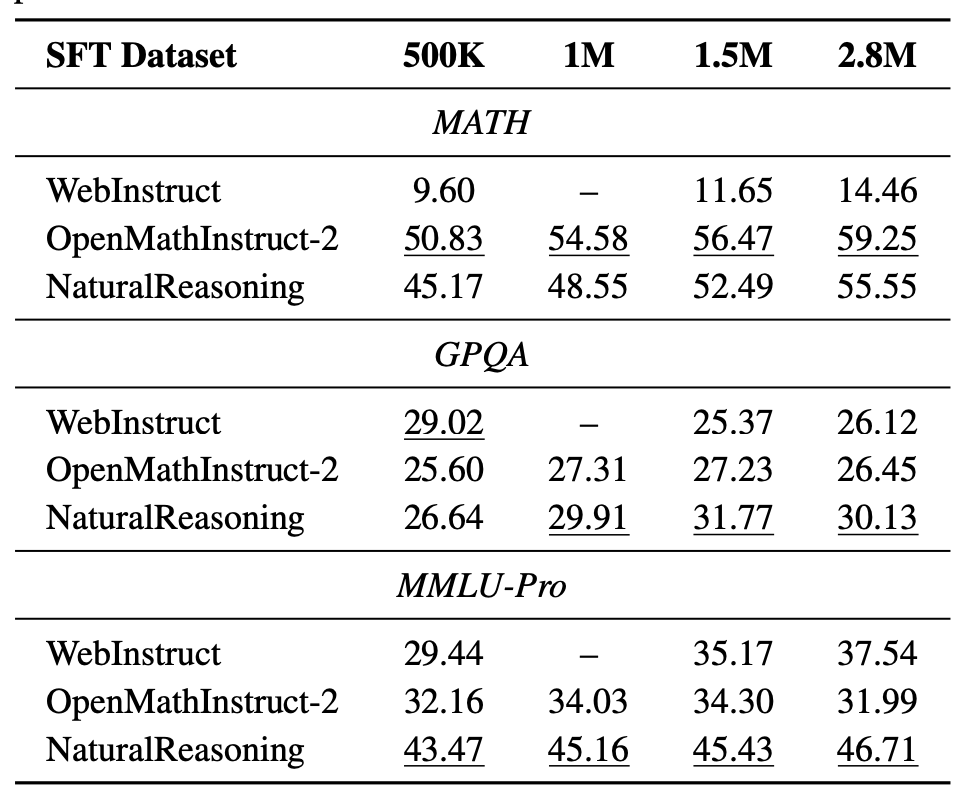 SFT Dataset 500K 1M 1.5M 2.8M
MATH
WebInstruct 9.60 – 11.65 14.46
OpenMathInstruct-2 50.83 54.58 56.47 59.25
NaturalReasoning 45.17 48.55 52.49 55.55
GPQA
WebInstruct 29.02 – 25.37 26.12
OpenMathInstruct-2 25.60 27.31 27.23 26.45
NaturalReasoning 26.64 29.91 31.77 30.13
MMLU-Pro
WebInstruct 29.44 – 35.17 37.54
OpenMathInstruct-2 32.16 34.03 34.30 31.99
NaturalReasoning 43.47 45.16 45.43 46.71